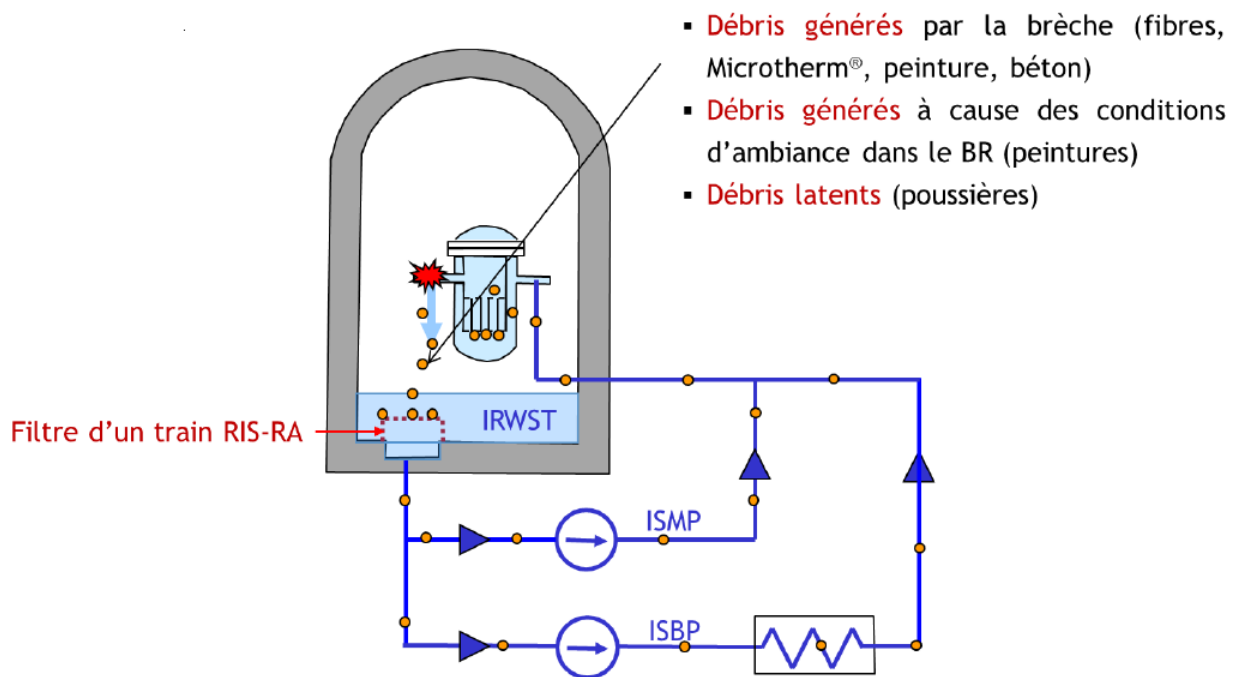 ▪ Débris générés par la brèche (fibres,
Microtherm®, peinture, béton)
▪ Débris générés à cause des conditions
d’ambiance dans le BR (peintures)
▪ Débris latents (poussières)
Filtre d’un train RIS-RA
IRWST
ISMP
ISBP